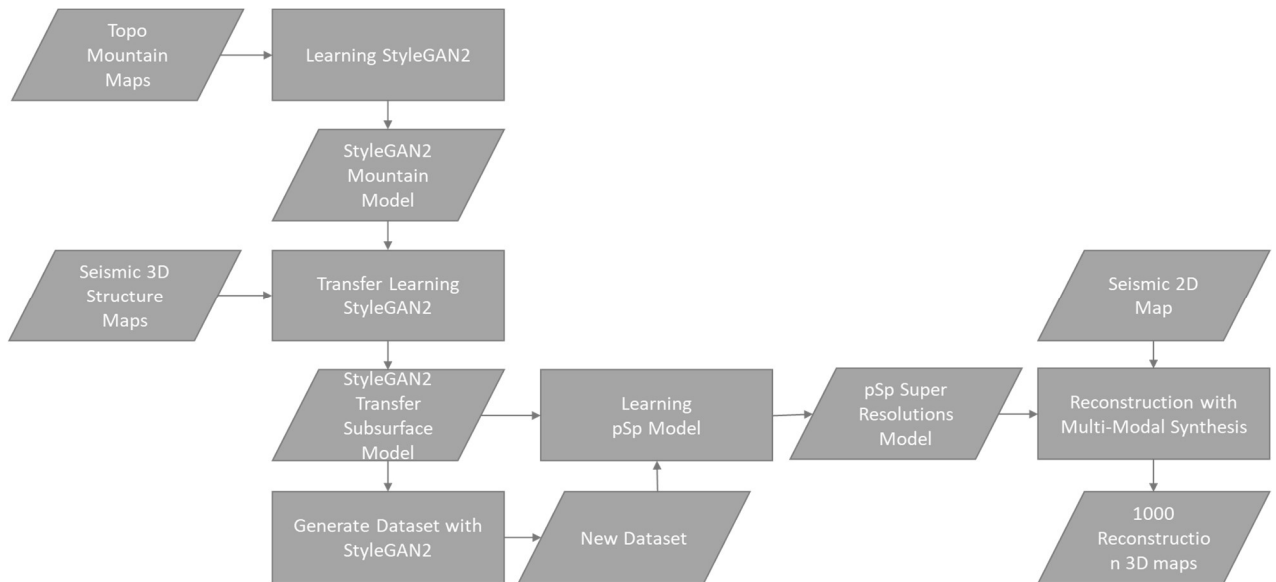 Topo
Mountain
Maps
Learning StyleGAN2
StyleGAN2
Mountain
Model
Seismic 3D
Structure
Maps
Transfer Learning
StyleGAN2
Seismic 2D
Map
StyleGAN2
Transfer
Subsurface
Model
Learning
pSp Model
pSp Super
Resolutions
Model
Reconstruction with
Multi-Modal Synthesis
Generate Dataset with
StyleGAN2
New Dataset
1000
Reconstructio
n 3D maps